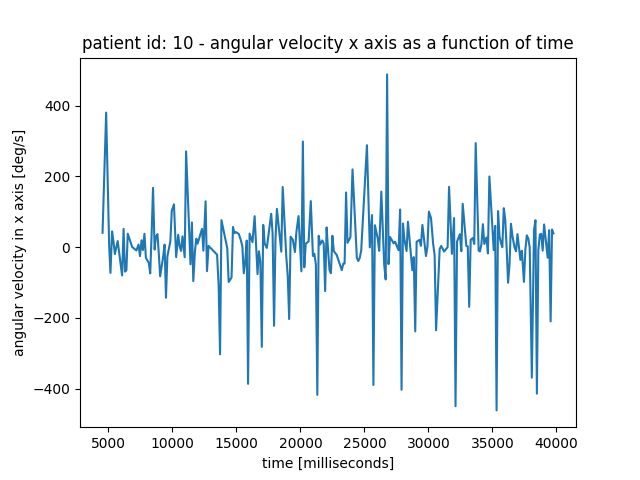 patient id: 10 - angular velocity x axis as a function of time
angular velocity in x axis [deg/s]
400
200
0
−200
−400
5000 10000 15000 20000 25000 30000 35000 40000
time [milliseconds]